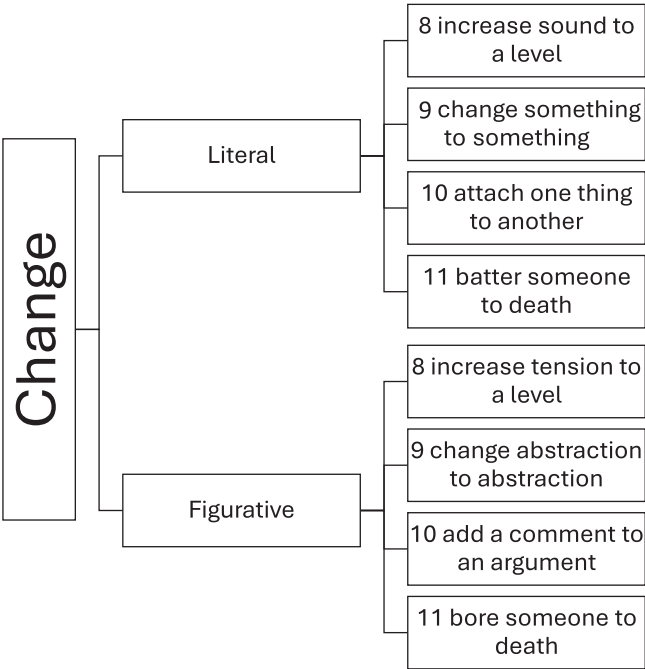 Change
Literal
8 increase sound to
a level
9 change something
to something
10 attach one thing
to another
11 batter someone
to death
Figurative
8 increase tension to
a level
9 change abstraction
to abstraction
10 add a comment to
an argument
11 bore someone to
death